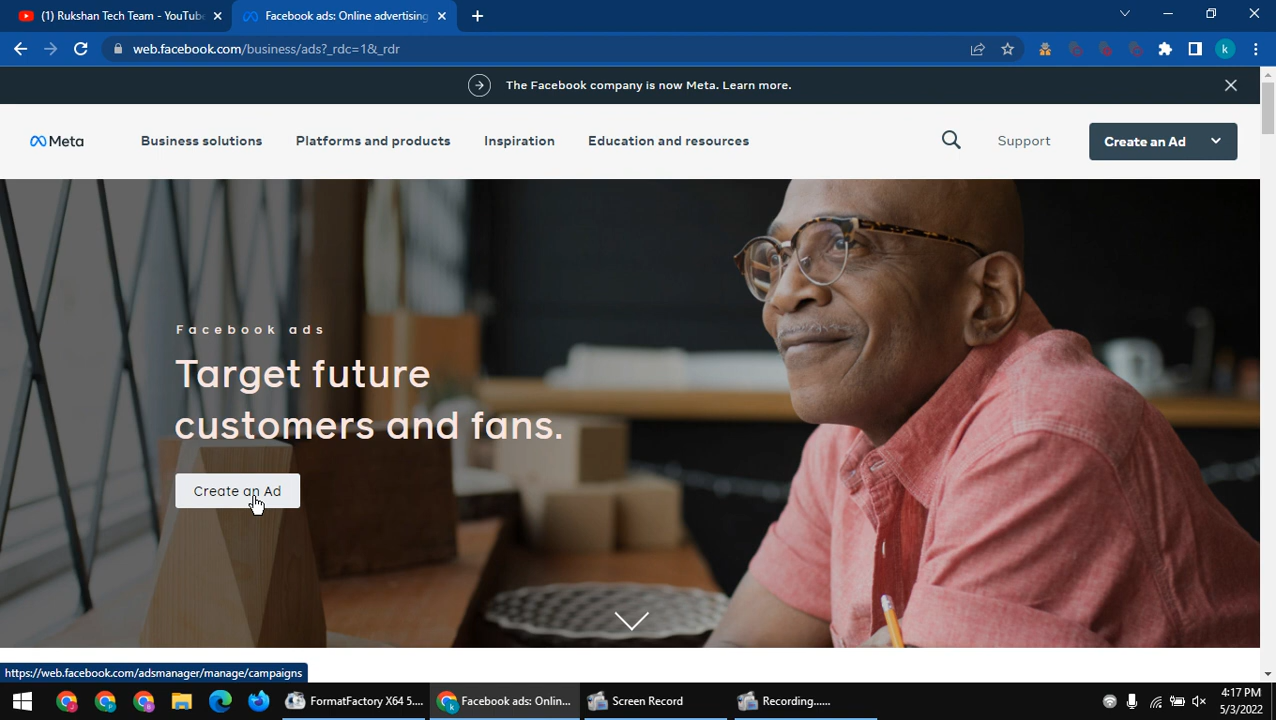 (1) Rukshan Tech Team - YouTube
Facebook ads: Online advertising
web.facebook.com/business/ads?_rdc=1&_rdr
k
The Facebook company is now Meta. Learn more.
Meta
Business solutions
Platforms and products
Inspiration
Education and resources
Support
Create an Ad
Facebook ads
Target future
customers and fans.
Create an Ad
https://web.facebook.com/adsmanager/manage/campaigns
FormatFactory X64 5....
Facebook ads: Onlin...
Screen Record
Recording......
4:17 PM
5/3/2022